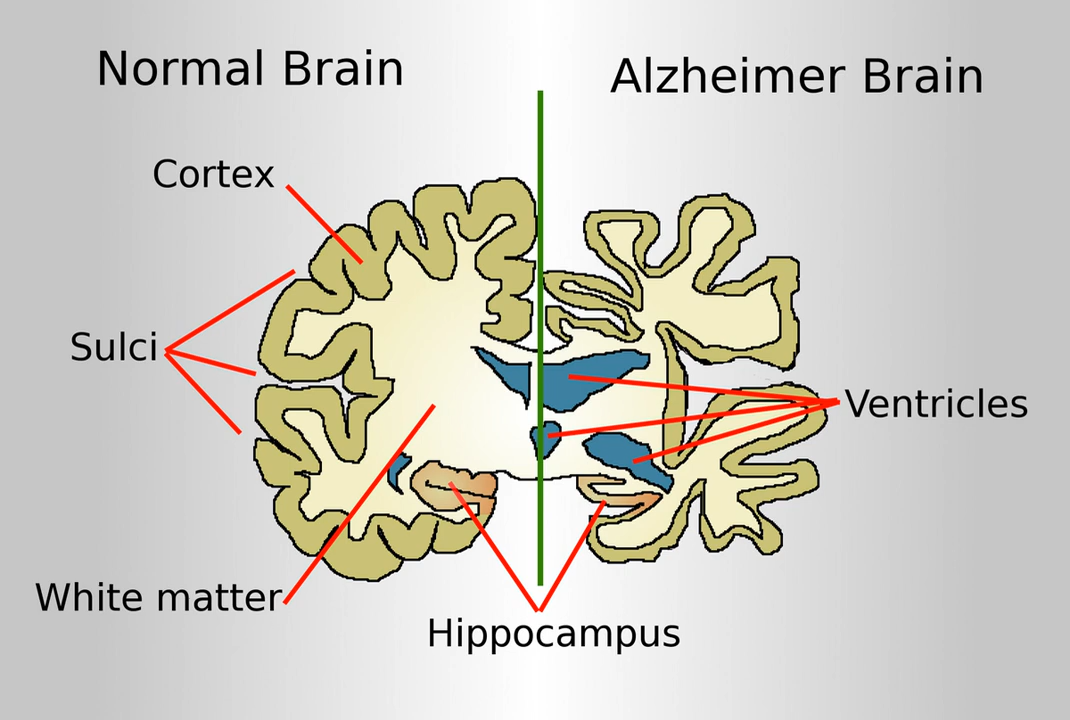 Normal Brain
Alzheimer Brain
Cortex
Sulci
Ventricles
White matter
Hippocampus